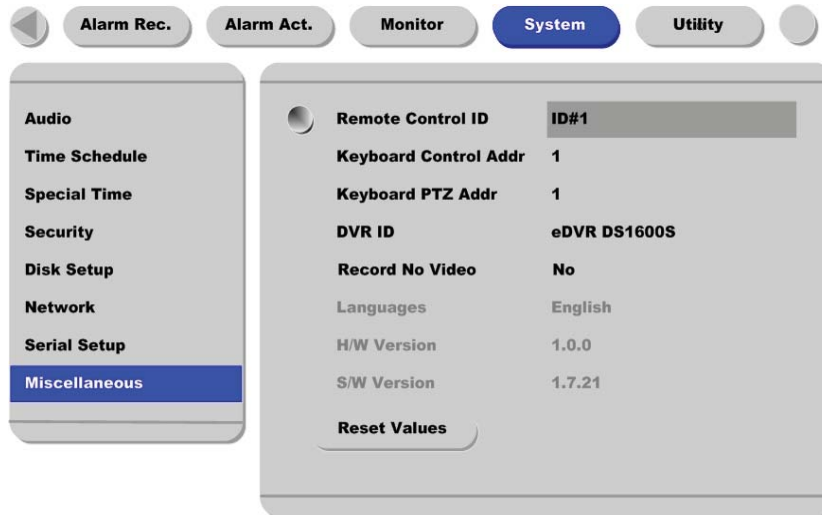 Alarm Rec. Alarm Act. Monitor System Utility
Audio
Time Schedule
Special Time
Security
Disk Setup
Network
Serial Setup
Miscellaneous
Remote Control ID ID#1
Keyboard Control Addr 1
Keyboard PTZ Addr 1
DVR ID eDVR DS1600S
Record No Video No
Languages English
H/W Version 1.0.0
S/W Version 1.7.21
Reset Values